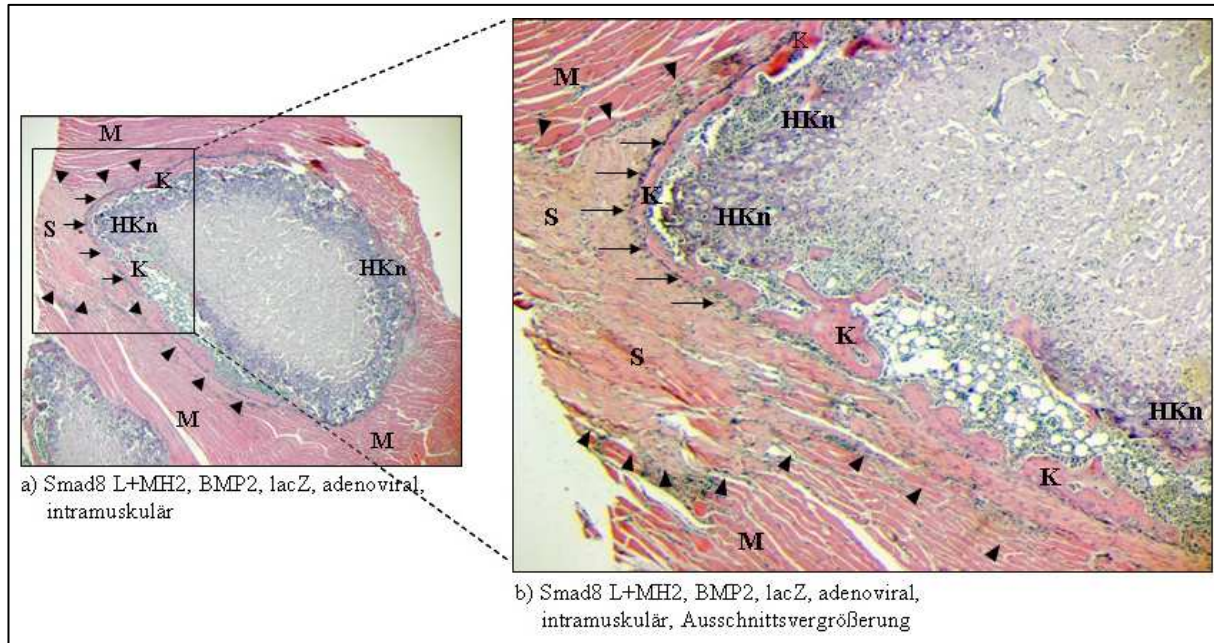 M
K
S
HKn
HKn
K
M
M
a) Smad8 L+MH2, BMP2, lacZ, adenoviral,
intramuskulär
K
M
HKn
K
HKn
S
K
S
HKn
K
M
b) Smad8 L+MH2, BMP2, lacZ, adenoviral,
intramuskulär, Ausschnittsvergrößerung